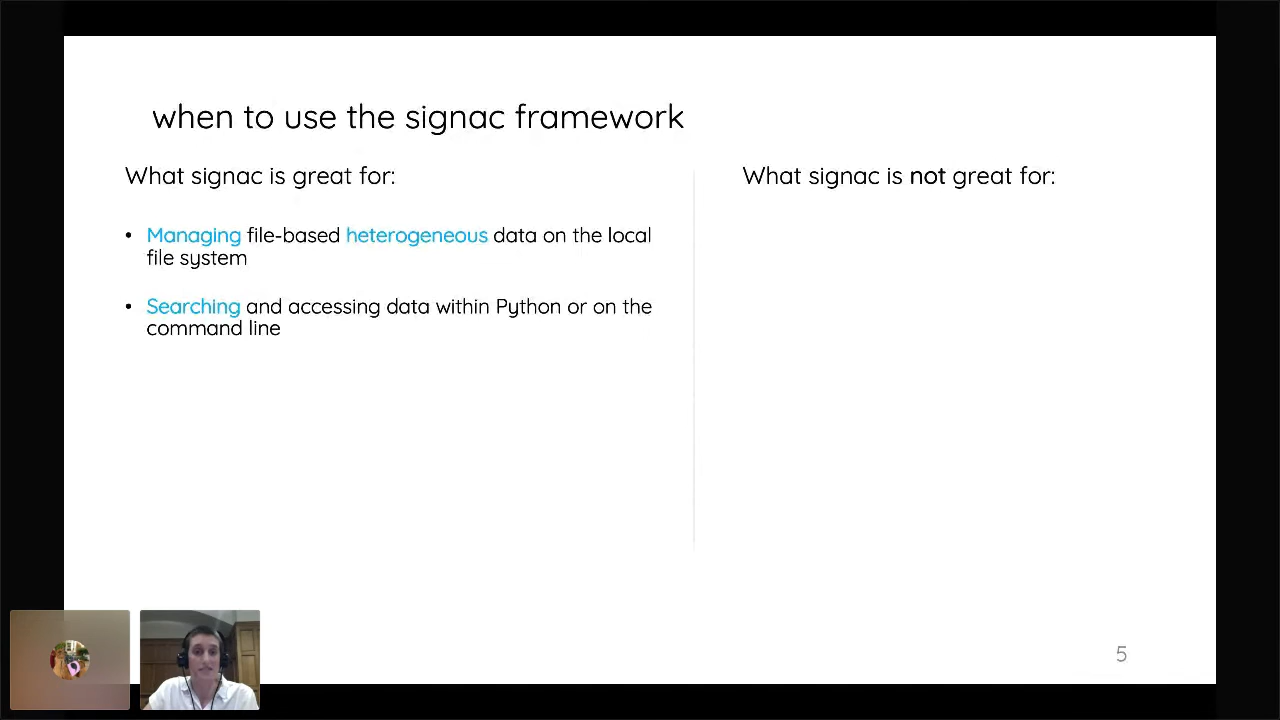 when to use the signac framework
What signac is great for:
• Managing file-based heterogeneous data on the local
file system
• Searching and accessing data within Python or on the
command line
What signac is not great for:
5